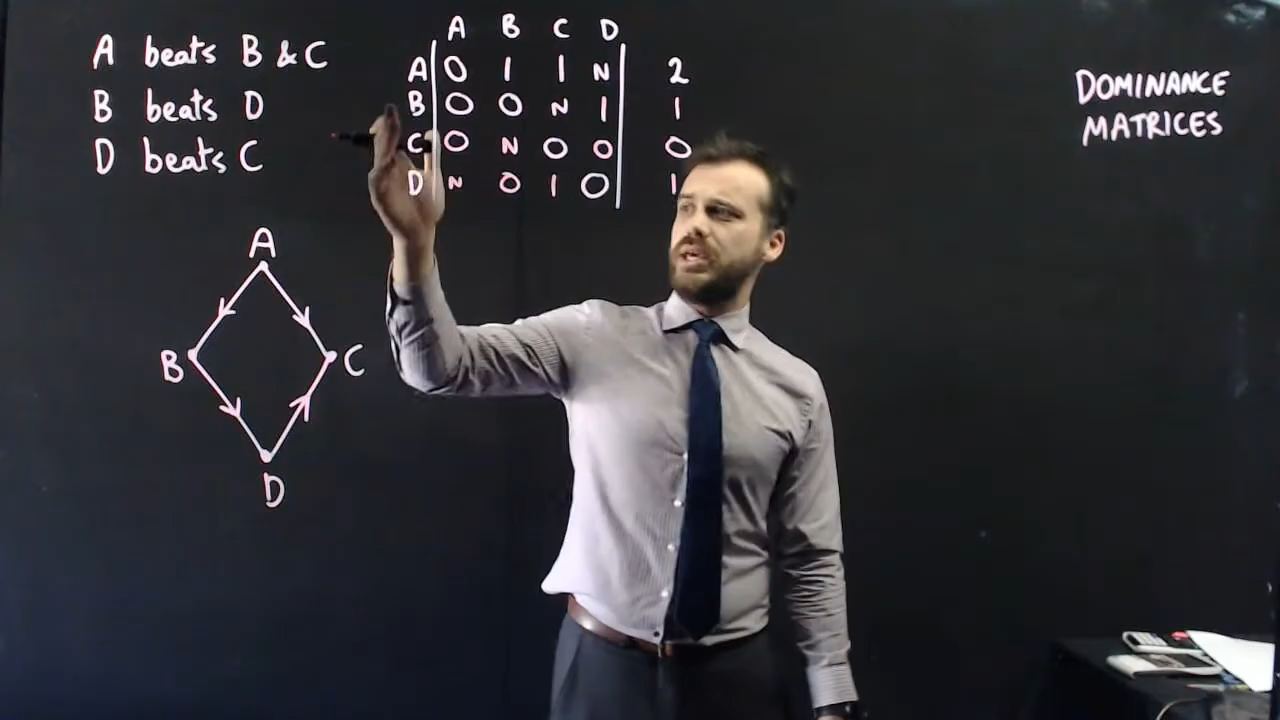 A beats B & C
B beats D
D beats C
A B C D
A 0 1 1 N 2
B 0 0 N 1 1
C 0 N 0 0 0
D N 0 1 0 1
DOMINANCE
MATRICES
A
B C
D